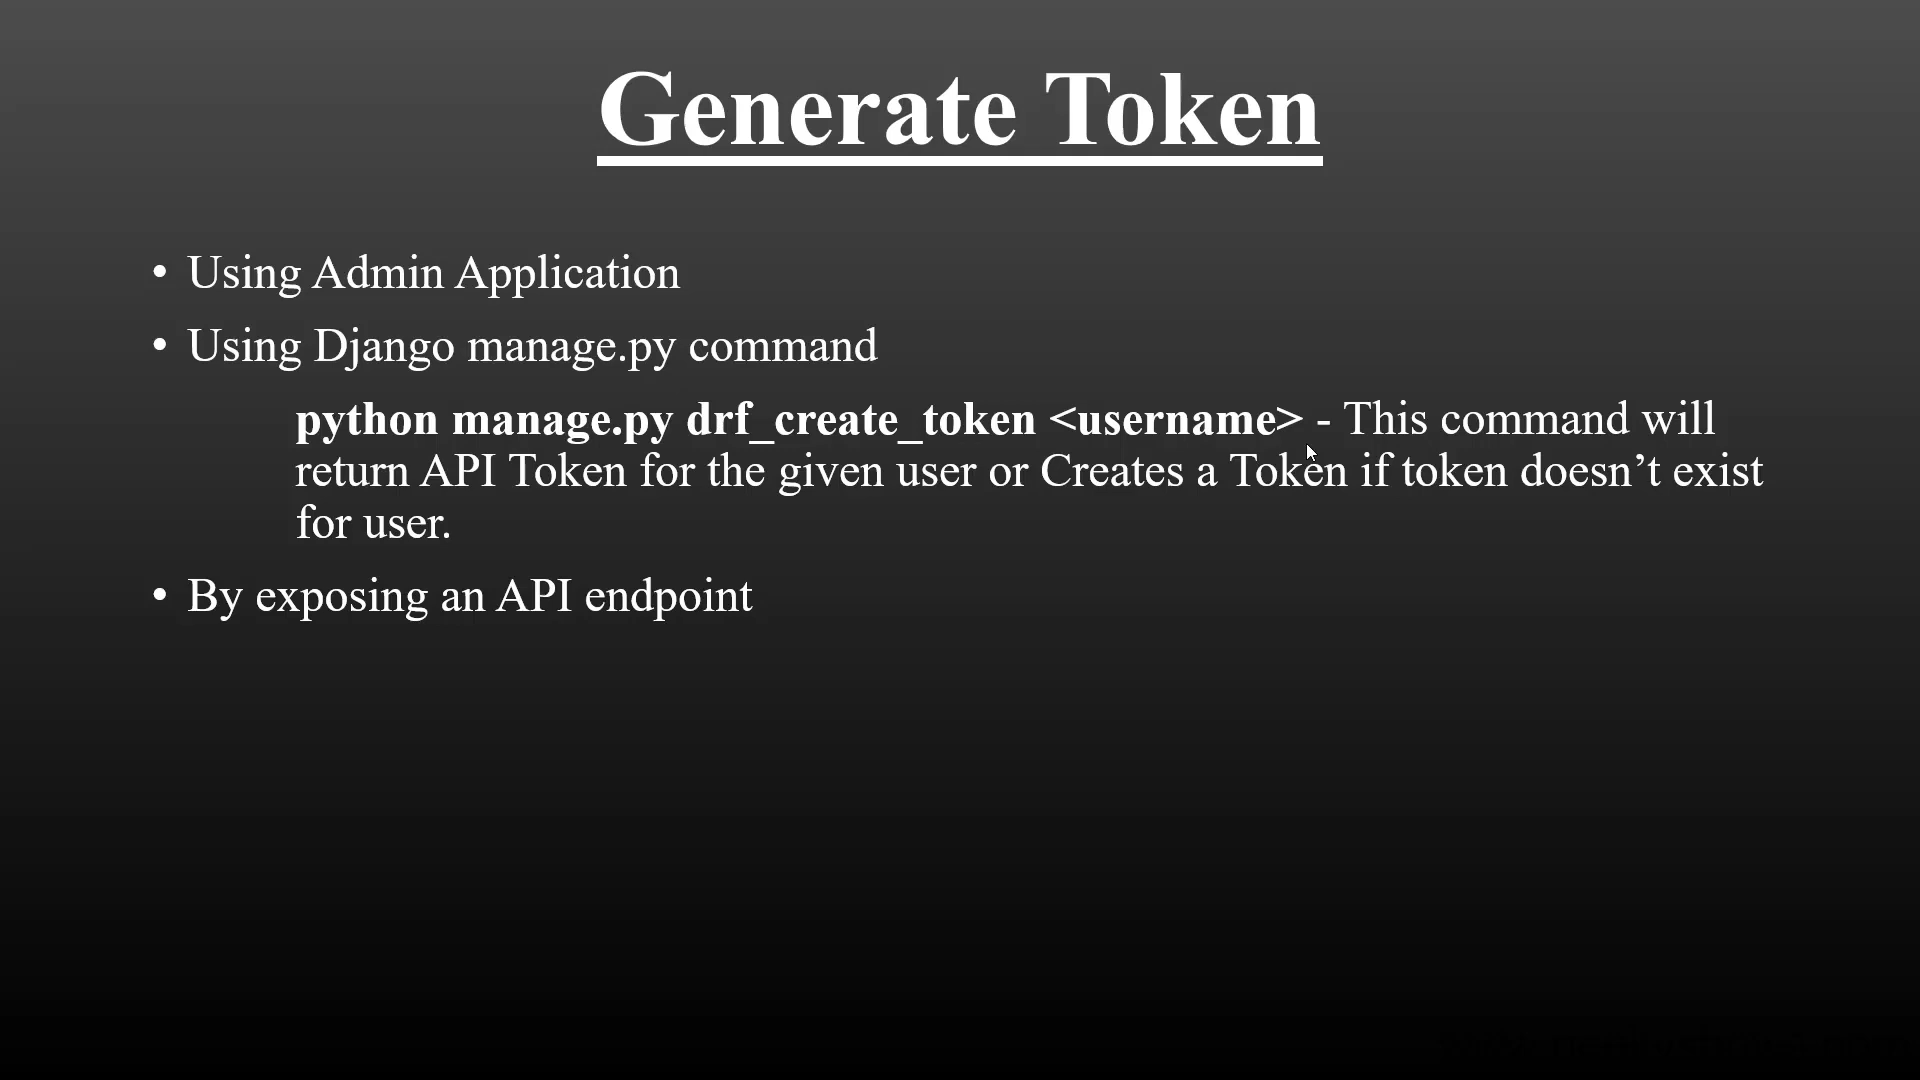 Generate Token
• Using Admin Application
• Using Django manage.py command
python manage.py drf_create_token <username> - This command will
return API Token for the given user or Creates a Token if token doesn’t exist
for user.
• By exposing an API endpoint